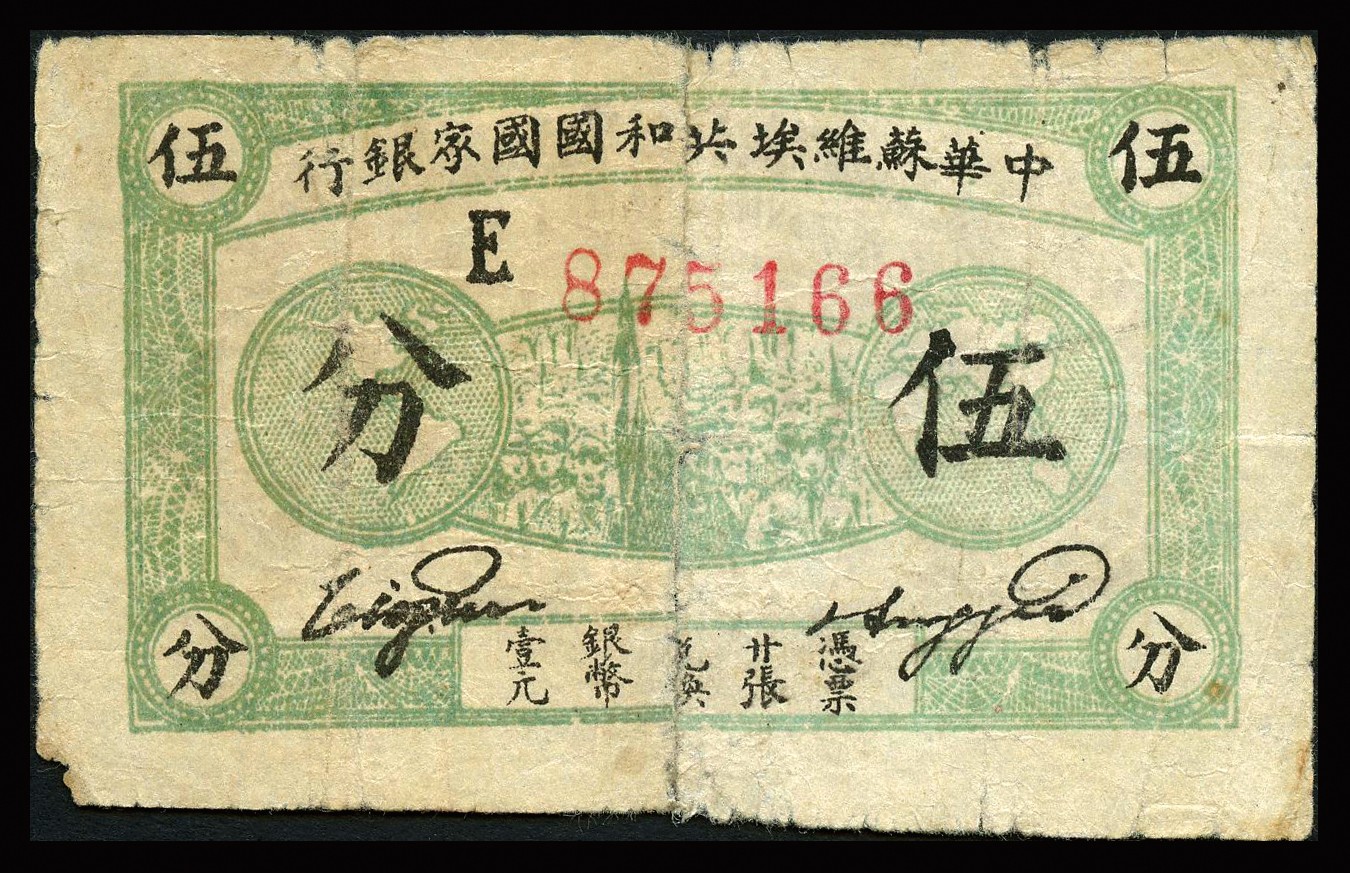 伍
中華蘇維埃共和國國家銀行
伍
E 875166
伍分
憑票
廿張
兌換
銀幣
壹元
分
分